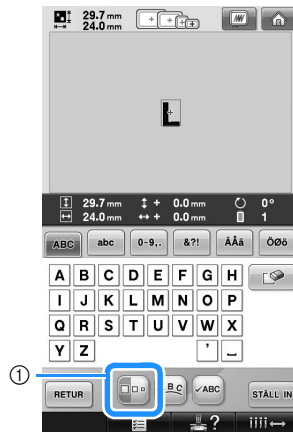 29.7 mm
24.0 mm
L
29.7 mm + 0.0 mm 0°
24.0 mm + 0.0 mm 1
ABC abc 0-9,. &?! ÄÅä ÖØö
A B C D E F G H
I J K L M N O P
Q R S T U V W X
Y Z ' _
1
RETUR B C ✓ABC STÄLL IN
?